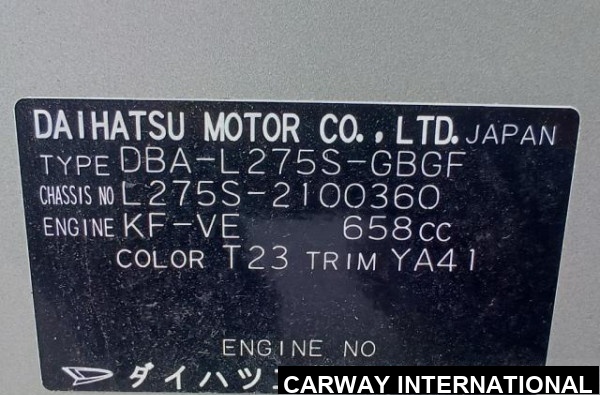 DAIHATSU MOTOR CO., LTD. JAPAN
TYPE DBA-L275S-GBGF
CHASSIS NO L275S-2100360
ENGINE KF-VE 658cc
COLOR T23 TRIM YA41
ENGINE NO
ダイハツ
CARWAY INTERNATIONAL